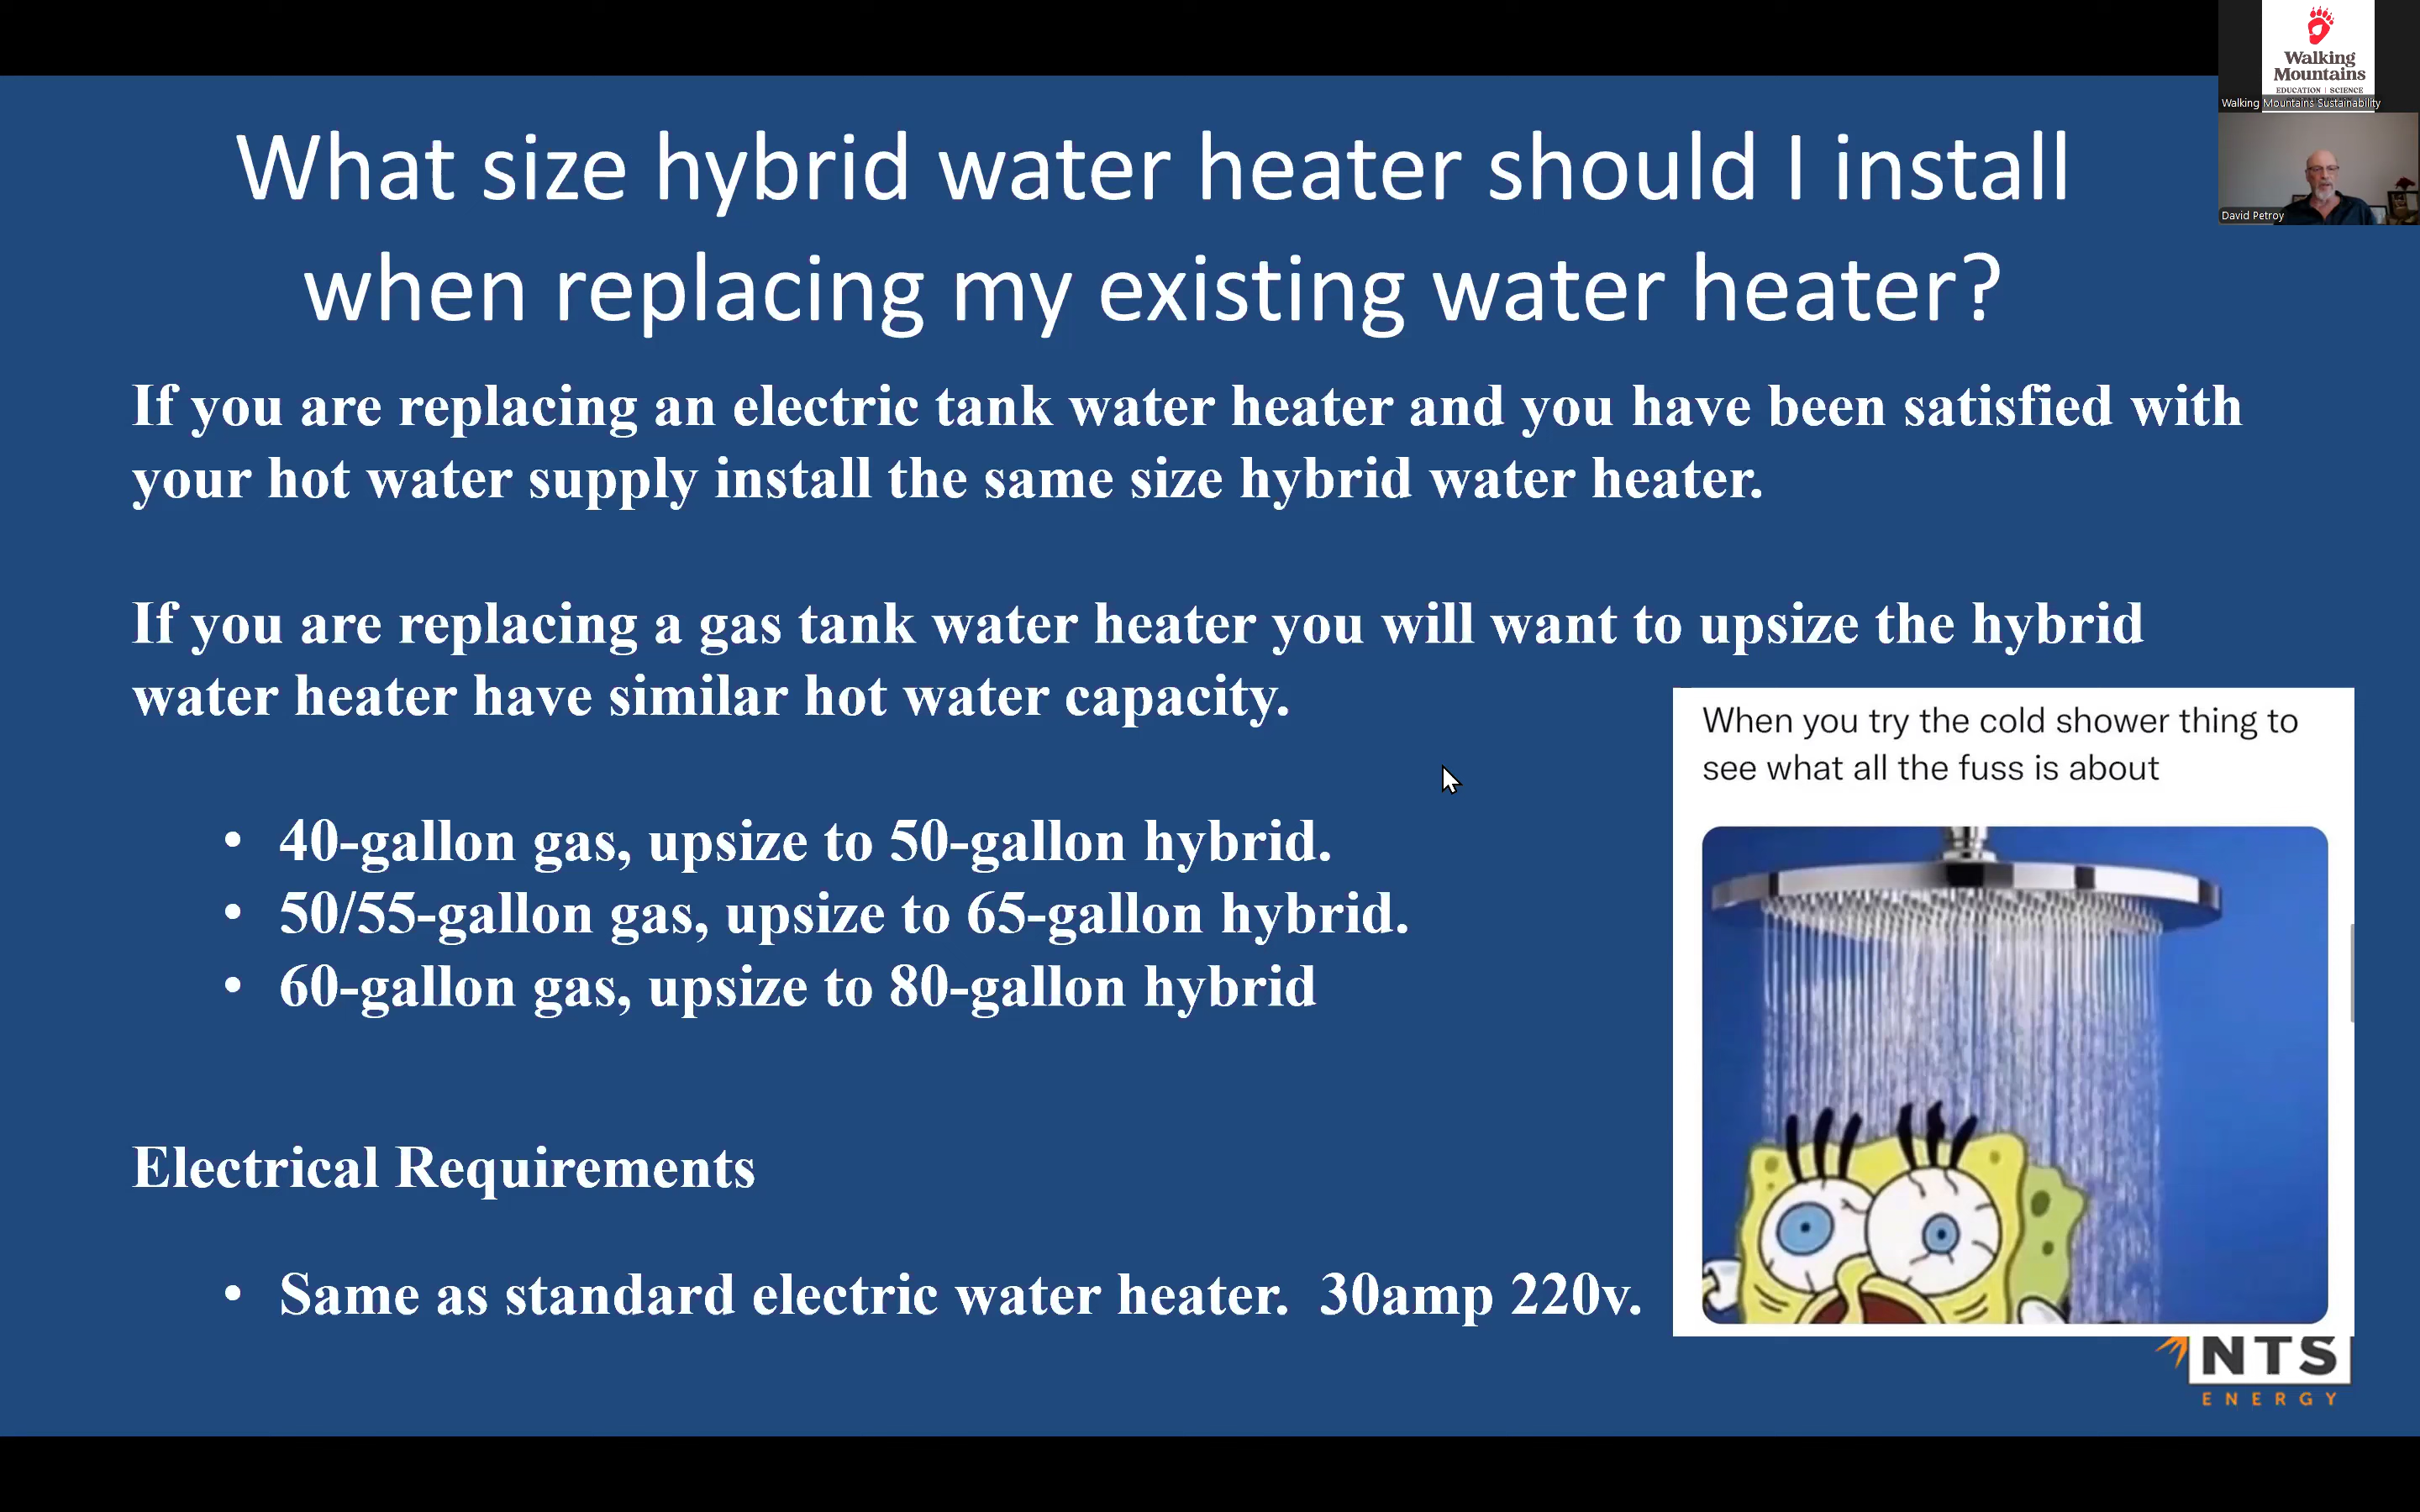 Walking
Mountains
EDUCATION | SCIENCE
Walking Mountains Sustainability
David Petroy
What size hybrid water heater should I install
when replacing my existing water heater?
If you are replacing an electric tank water heater and you have been satisfied with
your hot water supply install the same size hybrid water heater.
If you are replacing a gas tank water heater you will want to upsize the hybrid
water heater have similar hot water capacity.
• 40-gallon gas, upsize to 50-gallon hybrid.
• 50/55-gallon gas, upsize to 65-gallon hybrid.
• 60-gallon gas, upsize to 80-gallon hybrid
Electrical Requirements
• Same as standard electric water heater.  30amp 220v.
When you try the cold shower thing to
see what all the fuss is about
NTS
ENERGY